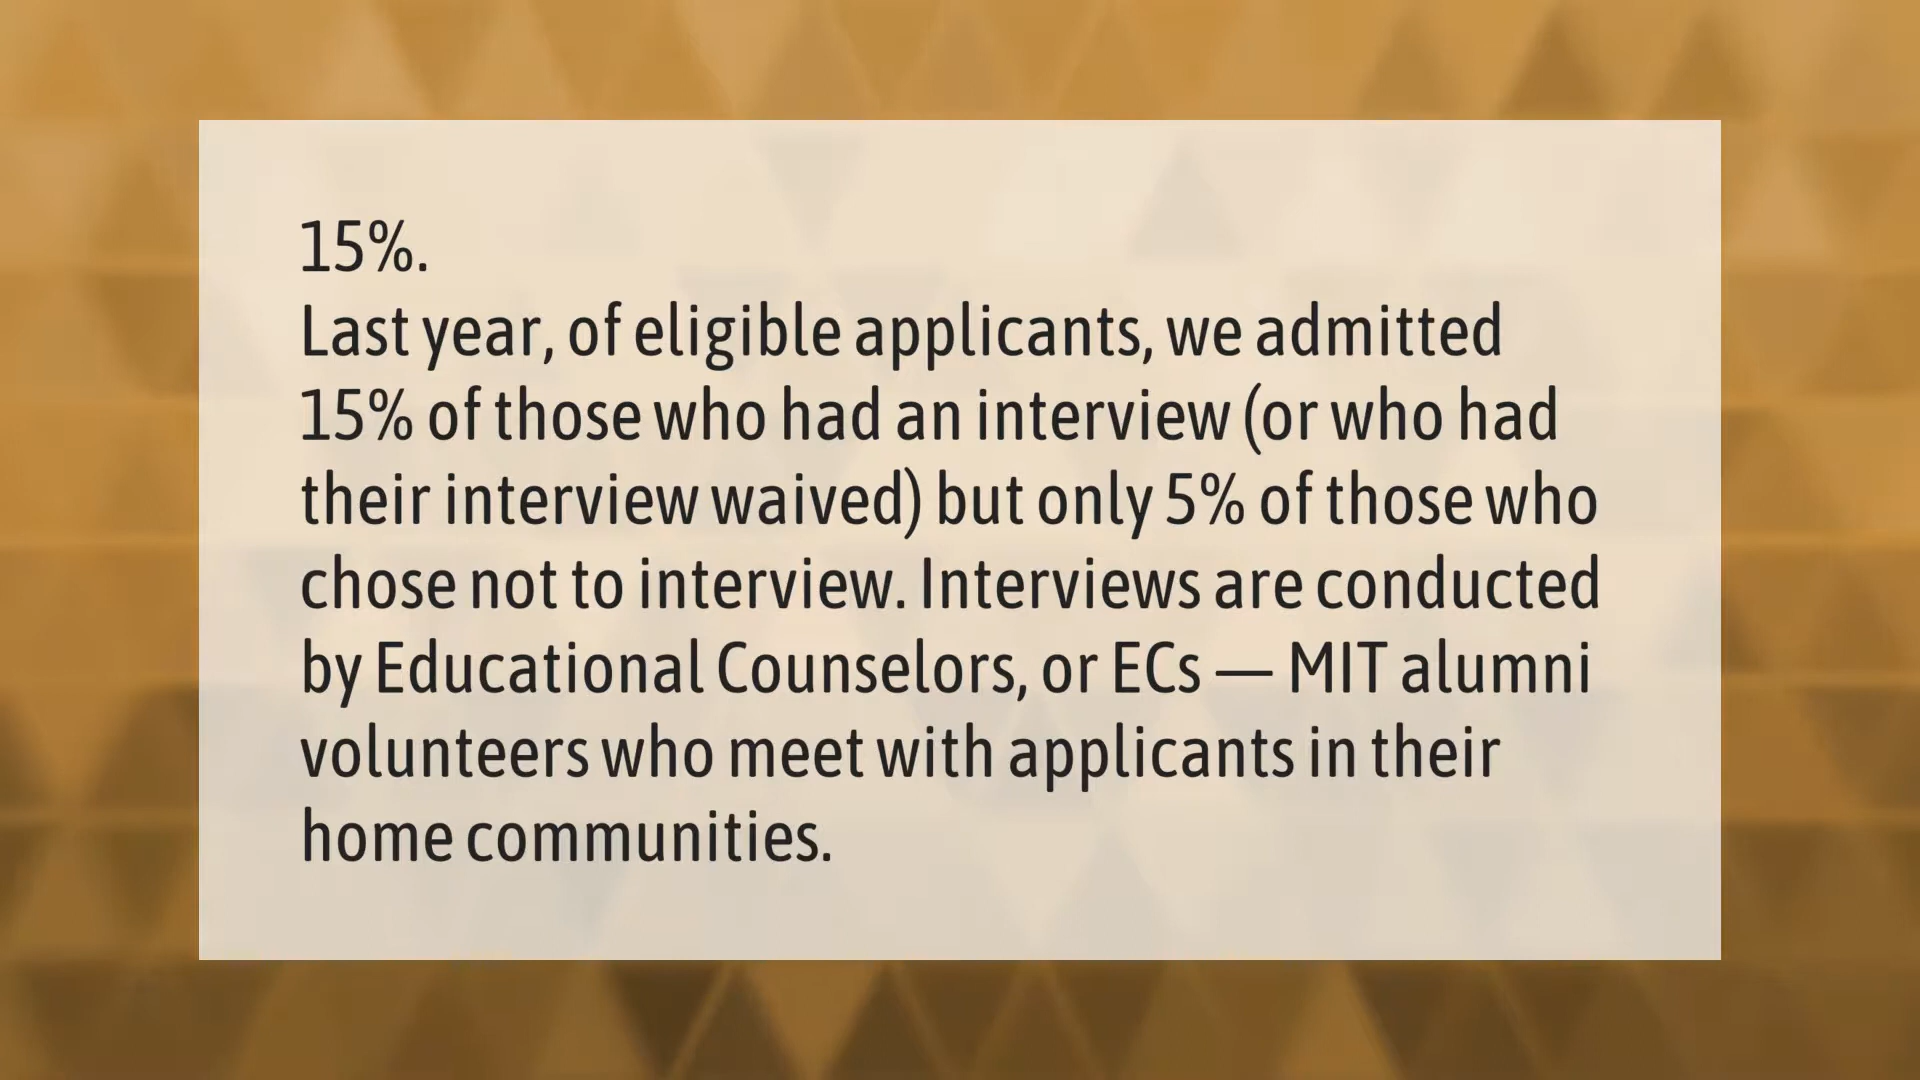 15%.
Last year, of eligible applicants, we admitted
15% of those who had an interview (or who had
their interview waived) but only 5% of those who
chose not to interview. Interviews are conducted
by Educational Counselors, or ECs — MIT alumni
volunteers who meet with applicants in their
home communities.